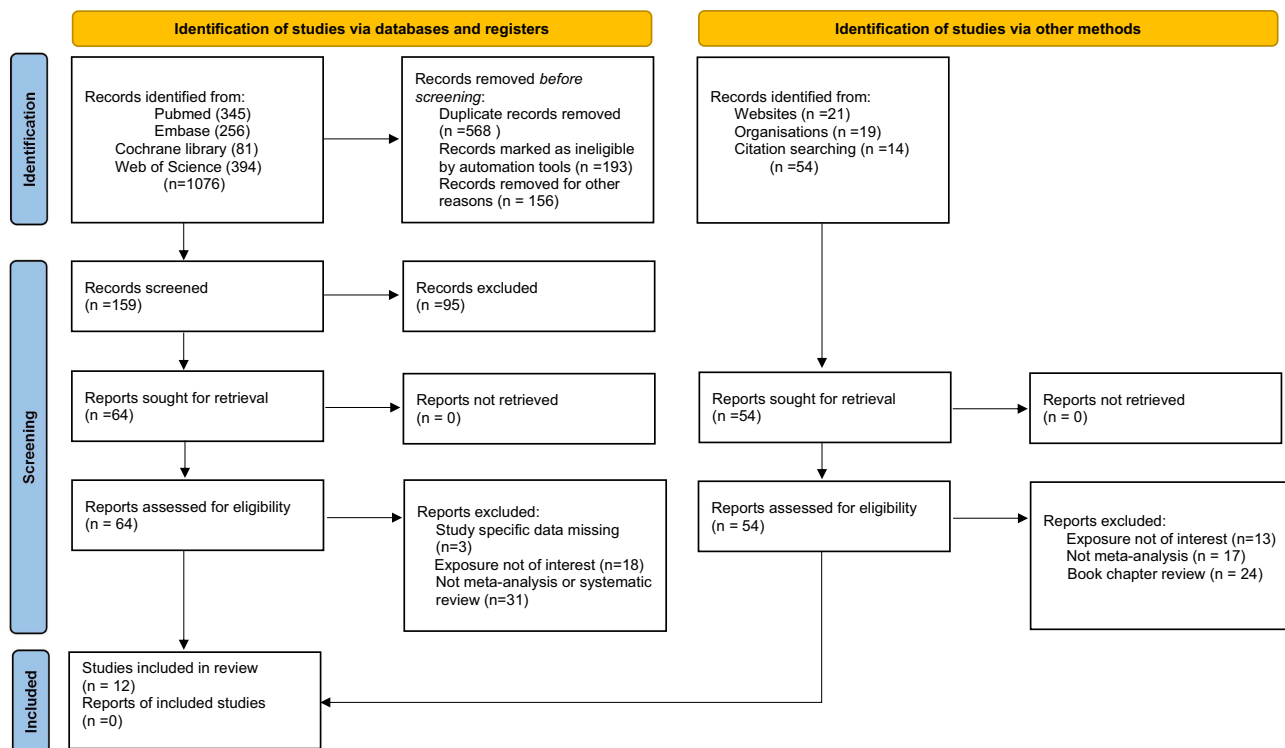 Identification of studies via databases and registers
Identification of studies via other methods
Identification
Records identified from:
Pubmed (345)
Embase (256)
Cochrane library (81)
Web of Science (394)
(n=1076)
Records removed before
screening:
Duplicate records removed
(n =568 )
Records marked as ineligible
by automation tools (n =193)
Records removed for other
reasons (n = 156)
Records identified from:
Websites (n =21)
Organisations (n =19)
Citation searching (n =14)
(n =54)
Screening
Records screened
(n =159)
Records excluded
(n =95)
Reports sought for retrieval
(n =64)
Reports not retrieved
(n = 0)
Reports sought for retrieval
(n =54)
Reports not retrieved
(n = 0)
Reports assessed for eligibility
(n = 64)
Reports excluded:
Study specific data missing
(n=3)
Exposure not of interest (n=18)
Not meta-analysis or systematic
review (n=31)
Reports assessed for eligibility
(n = 54)
Reports excluded:
Exposure not of interest (n=13)
Not meta-analysis (n = 17)
Book chapter review (n = 24)
Included
Studies included in review
(n = 12)
Reports of included studies
(n =0)